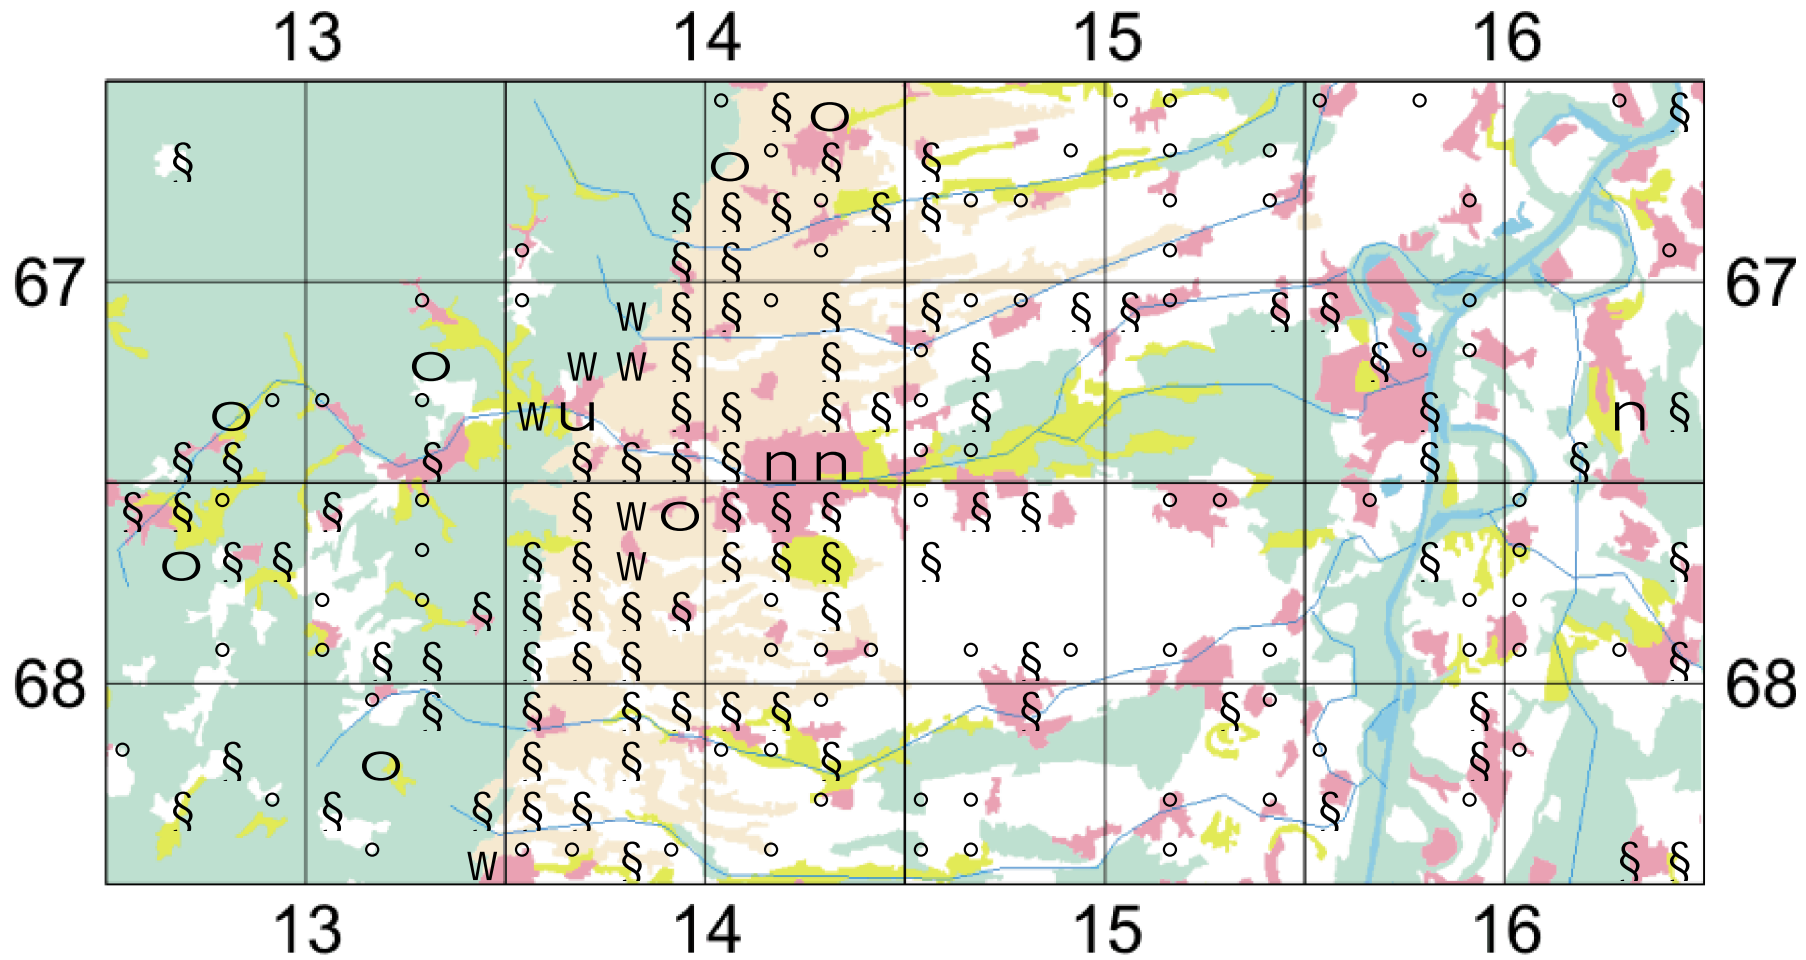 13 14 15 16
§ O §
§ O § §
§ § § § §
§ §
67 67
W § § § § § § § §
O W W § § § §
O W u § § § § § § n §
§ § § § § § § n n § §
§ § § § W O § § § § §
O § § § § W § § § § § §
§ § § § § §
§ § § § § § §
68 68
§ § § § § § § § §
§ O § § § §
§ § § § § §
W § § §
13 14 15 16